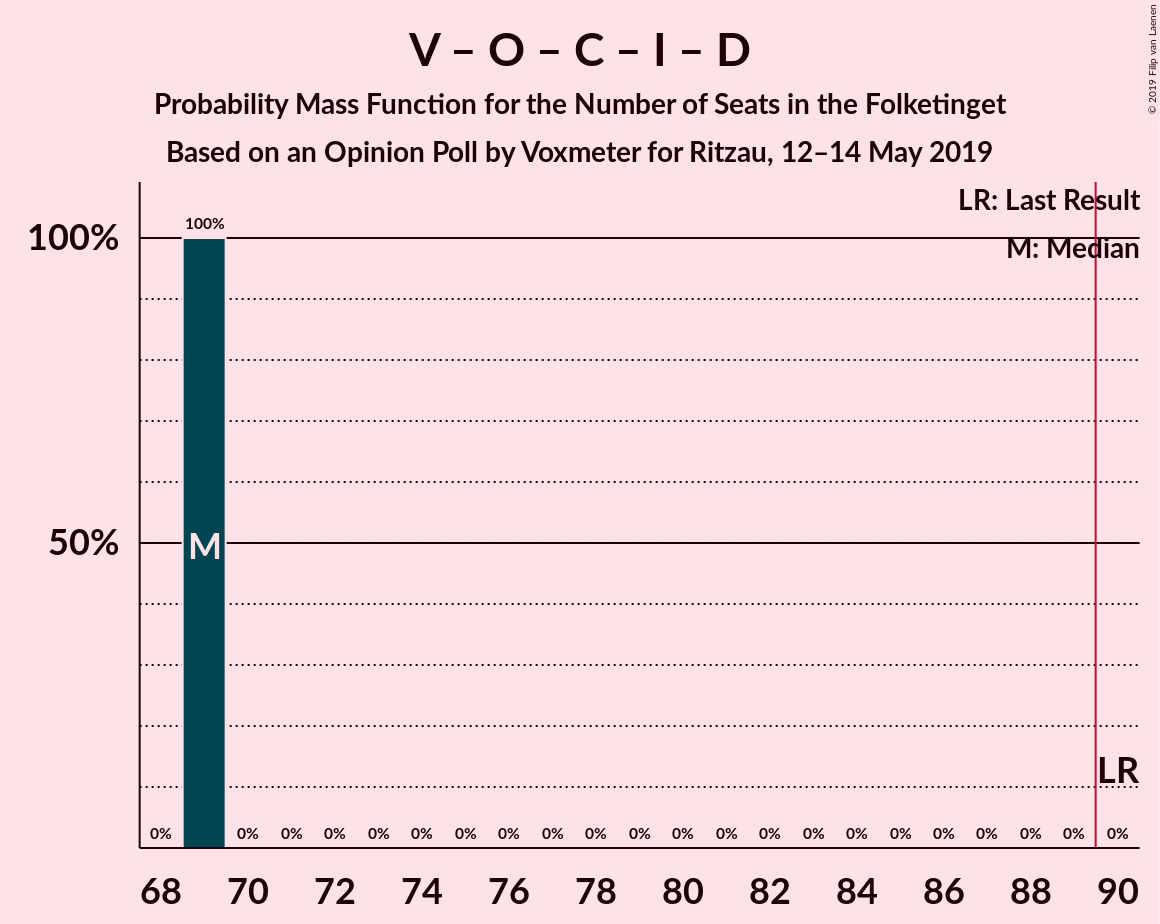 V – O – C – I – D
Probability Mass Function for the Number of Seats in the Folketinget
Based on an Opinion Poll by Voxmeter for Ritzau, 12–14 May 2019
© 2019 Filip van Laenen
LR: Last Result
M: Median
100%
100%
50%
M
LR
0% 0% 0% 0% 0% 0% 0% 0% 0% 0% 0% 0% 0% 0% 0% 0% 0% 0% 0% 0% 0% 0%
68 70 72 74 76 78 80 82 84 86 88 90